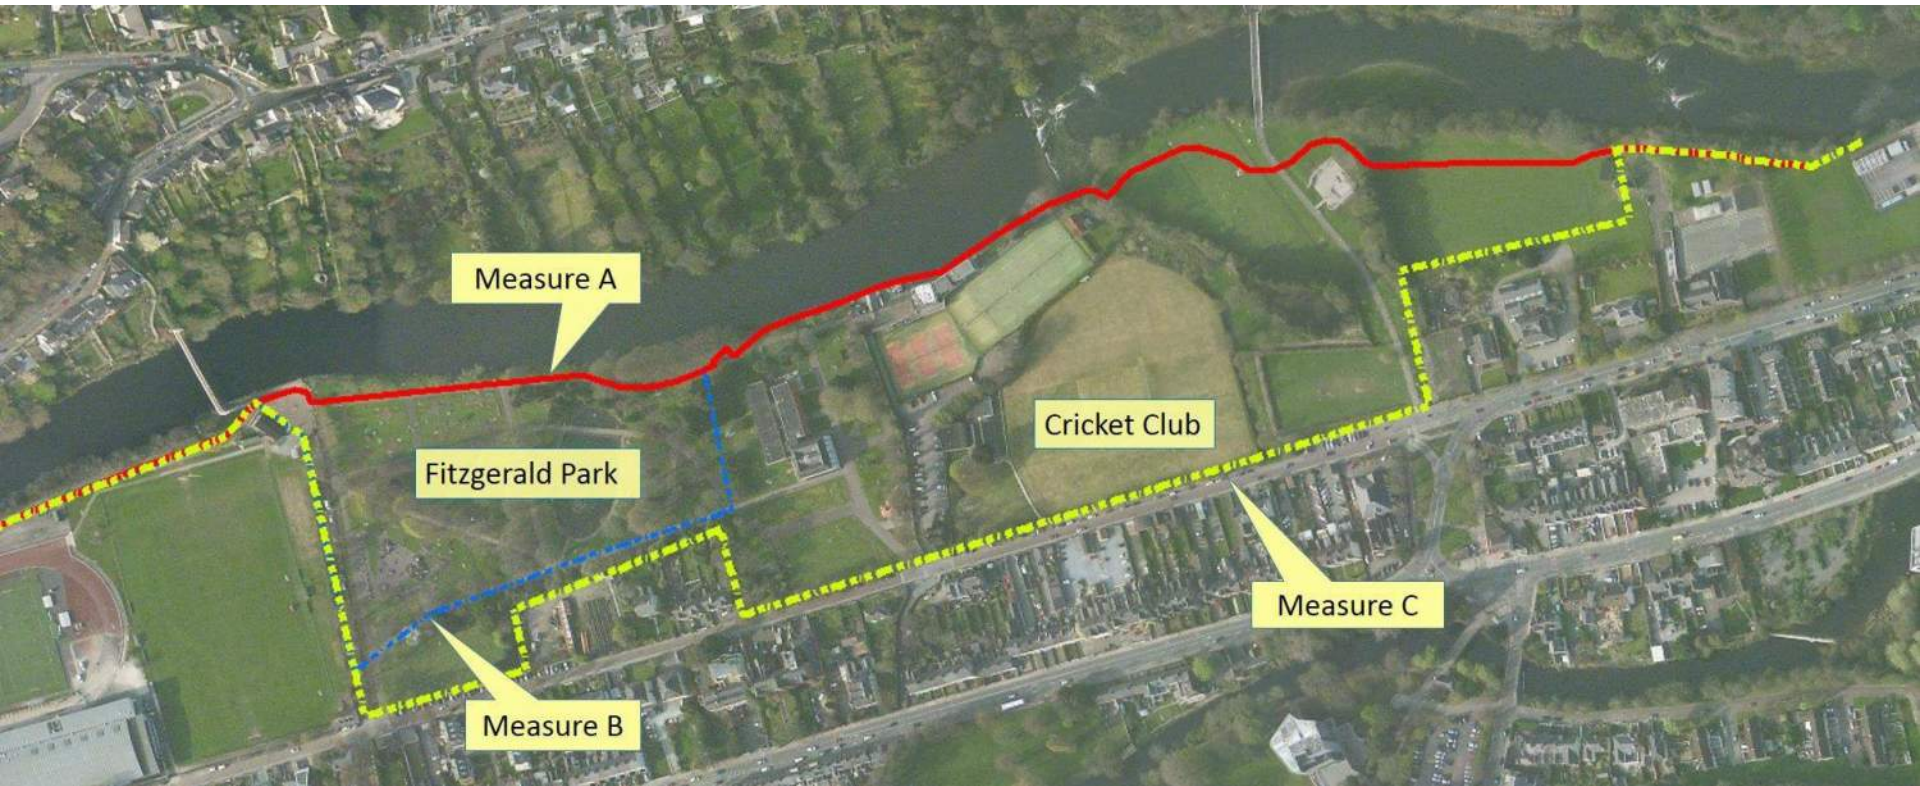 Measure A
Cricket Club
Fitzgerald Park
Measure C
Measure B